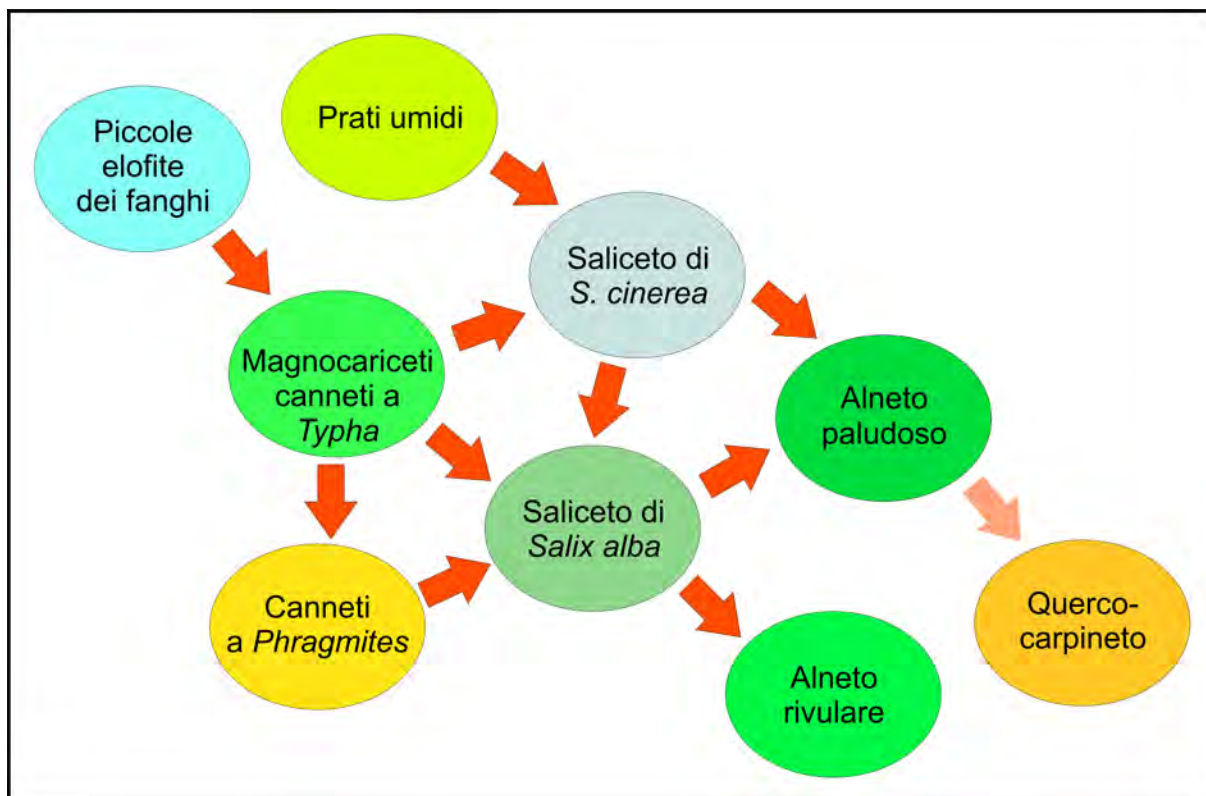 Piccole
elofite
dei fanghi
Prati umidi
Saliceto di
S. cinerea
Magnocariceti
canneti a
Typha
Alneto
paludoso
Saliceto di
Salix alba
Canneti
a Phragmites
Querco-
carpineto
Alneto
rivulare